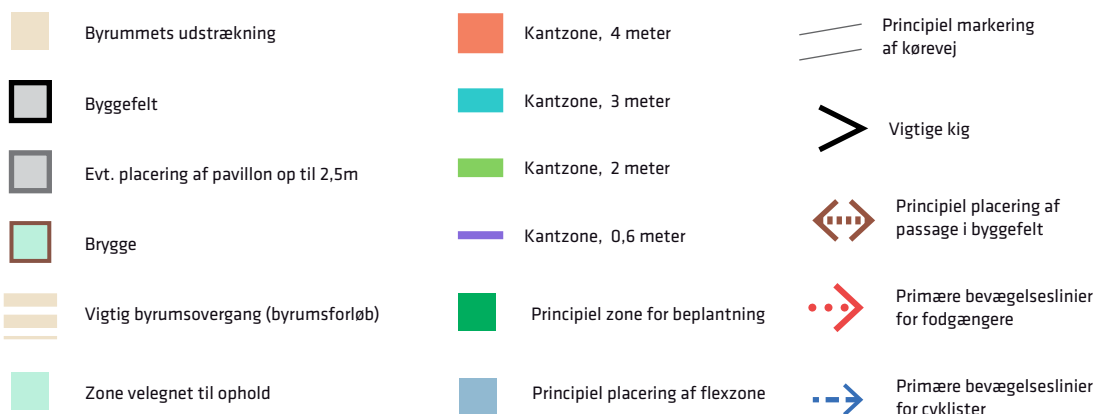 Byrummets udstrækning
Byggefelt
Evt. placering af pavillon op til 2,5m
Brygge
Vigtig byrumsovergang (byrumsforløb)
Zone velegnet til ophold
Kantzone, 4 meter
Kantzone, 3 meter
Kantzone, 2 meter
Kantzone, 0,6 meter
Principiel zone for beplantning
Principiel placering af flexzone
Principiel markering
af kørevej
Vigtige kig
Principiel placering af
passage i byggefelt
Primære bevægelseslinier
for fodgængere
Primære bevægelseslinier
for cyklister